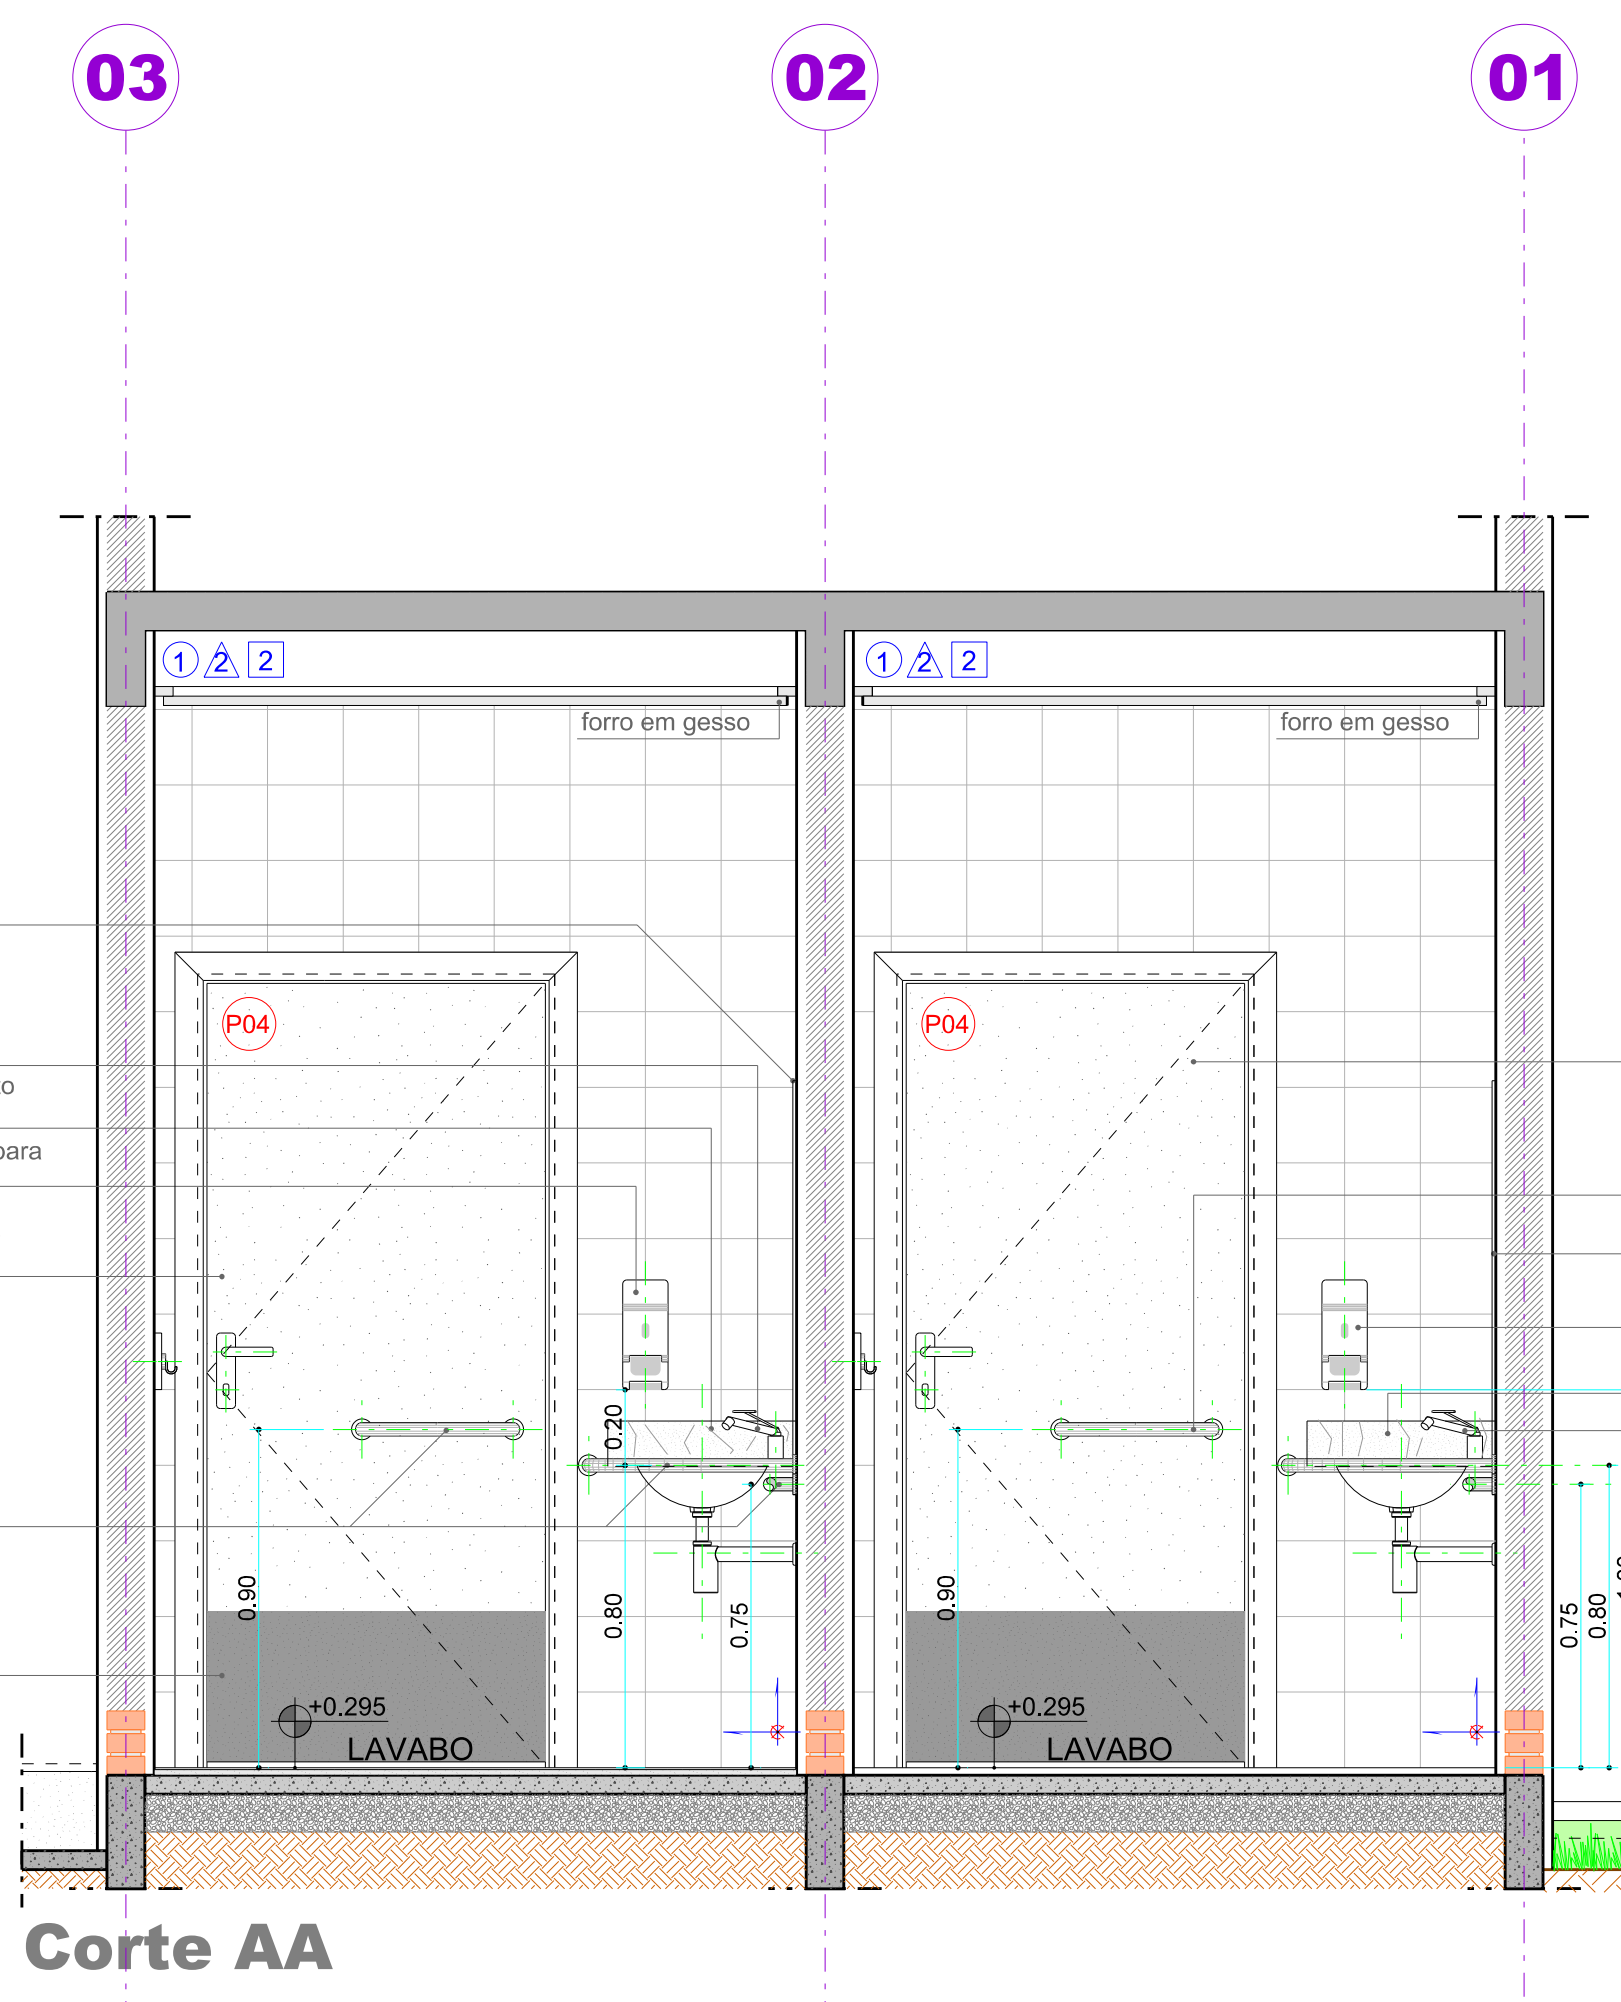 03 02 01
1 2 2 1 2 2
forro em gesso forro em gesso
P04 P04
para
0.20
0.90 0.80 0.75 0.90 0.75 0.80
+0.295 +0.295
LAVABO LAVABO
Corte AA